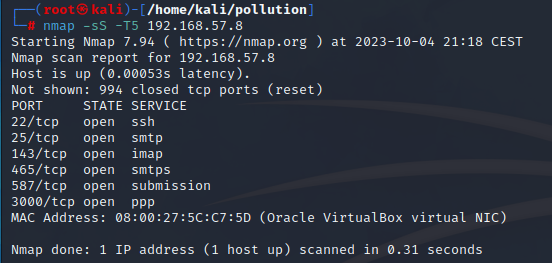 ┌──(root㉿kali)-[/home/kali/pollution]
└─# nmap -sS -T5 192.168.57.8
Starting Nmap 7.94 ( https://nmap.org ) at 2023-10-04 21:18 CEST
Nmap scan report for 192.168.57.8
Host is up (0.00053s latency).
Not shown: 994 closed tcp ports (reset)
PORT     STATE SERVICE
22/tcp   open  ssh
25/tcp   open  smtp
143/tcp  open  imap
465/tcp  open  smtps
587/tcp  open  submission
3000/tcp open  ppp
MAC Address: 08:00:27:5C:C7:5D (Oracle VirtualBox virtual NIC)
Nmap done: 1 IP address (1 host up) scanned in 0.31 seconds